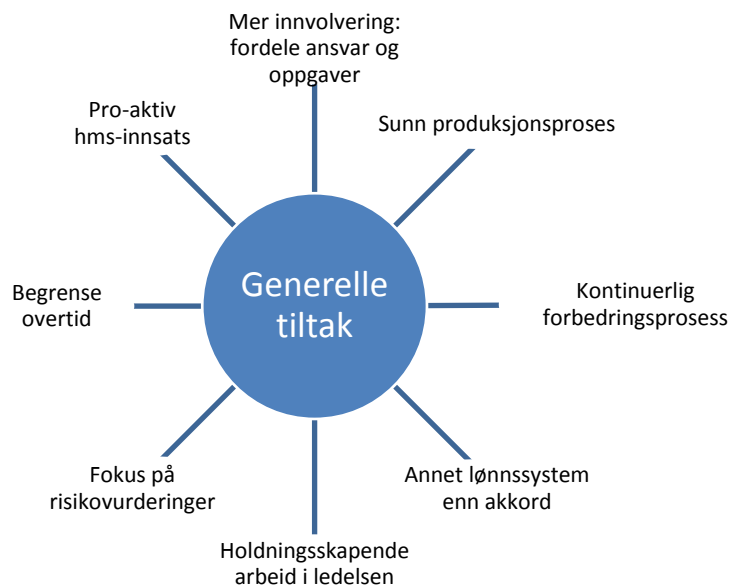 Mer innvolvering:
fordele ansvar og
oppgaver
Pro-aktiv
hms-innsats
Sunn produksjonsproses
Generelle
tiltak
Begrense
overtid
Kontinuerlig
forbedringsprosess
Fokus på
risikovurderinger
Annet lønnssystem
enn akkord
Holdningsskapende
arbeid i ledelsen